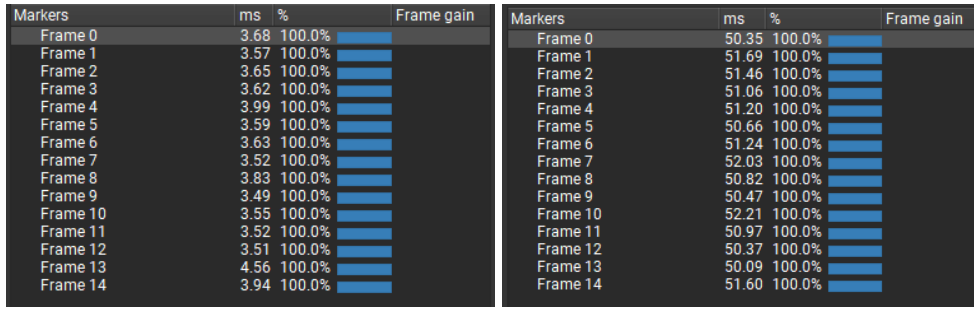 Markers ms % Frame gain
Frame 0 3.68 100.0%
Frame 1 3.57 100.0%
Frame 2 3.65 100.0%
Frame 3 3.62 100.0%
Frame 4 3.99 100.0%
Frame 5 3.59 100.0%
Frame 6 3.63 100.0%
Frame 7 3.52 100.0%
Frame 8 3.83 100.0%
Frame 9 3.49 100.0%
Frame 10 3.55 100.0%
Frame 11 3.52 100.0%
Frame 12 3.51 100.0%
Frame 13 4.56 100.0%
Frame 14 3.94 100.0%
Markers ms % Frame gain
Frame 0 50.35 100.0%
Frame 1 51.69 100.0%
Frame 2 51.46 100.0%
Frame 3 51.06 100.0%
Frame 4 51.20 100.0%
Frame 5 50.66 100.0%
Frame 6 51.24 100.0%
Frame 7 52.03 100.0%
Frame 8 50.82 100.0%
Frame 9 50.47 100.0%
Frame 10 52.21 100.0%
Frame 11 50.97 100.0%
Frame 12 50.37 100.0%
Frame 13 50.09 100.0%
Frame 14 51.60 100.0%